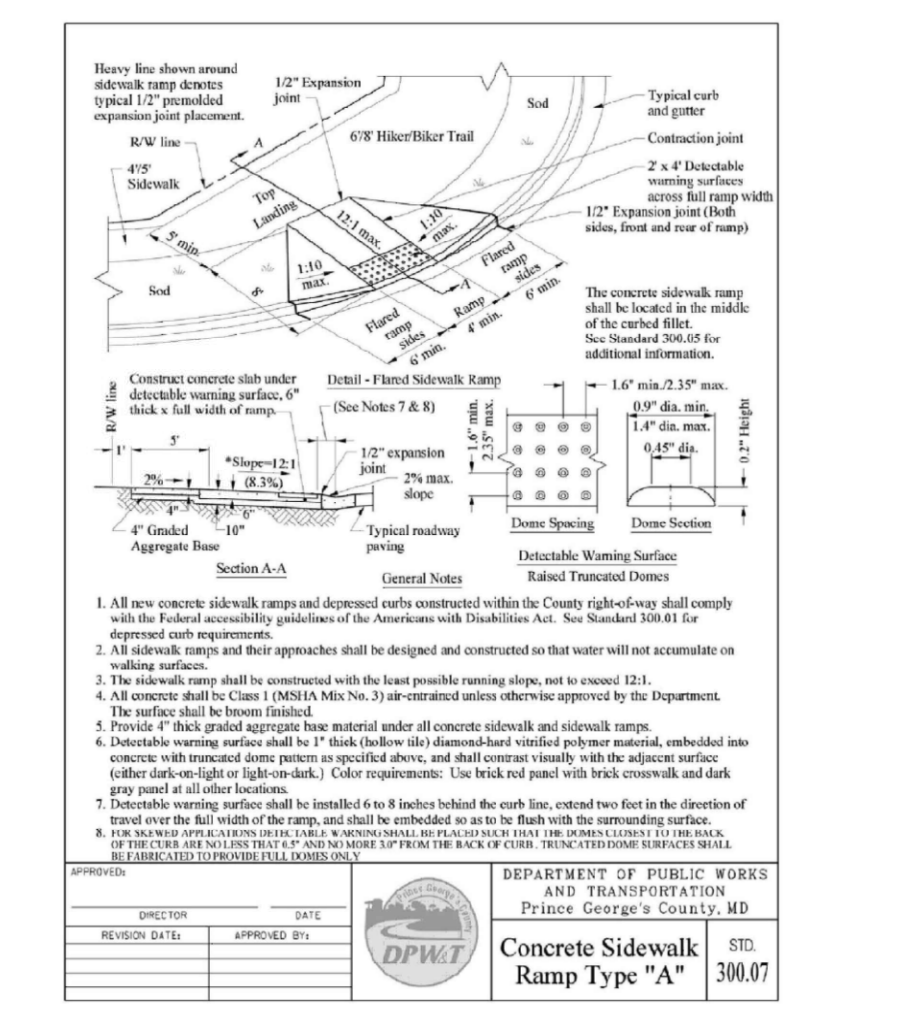 Heavy line shown around
sidewalk ramp denotes
typical 1/2" premolded
expansion joint placement.
1/2" Expansion
joint
Sod
Typical curb
and gutter
R/W line
A
6'/8' Hiker/Biker Trail
Contraction joint
4'/5'
Sidewalk
2' x 4' Detectable
warning surfaces
across full ramp width
Top
Landing
12:1 max.
1:10
max.
1/2" Expansion joint (Both
sides, front and rear of ramp)
5' min.
1:10
max.
Flared
ramp
sides
Sod
8'
A
6' min.
Ramp
4' min.
Flared
ramp
sides
6' min.
The concrete sidewalk ramp
shall be located in the middle
of the curbed fillet.
See Standard 300.05 for
additional information.
Detail - Flared Sidewalk Ramp
R/W line
Construct concrete slab under
detectable warning surface, 6"
thick x full width of ramp.
(See Notes 7 & 8)
1.6" min./2.35" max.
1.6" min.
2.35" max.
0.9" dia. min.
1.4" dia. max.
0.45" dia.
0.2" Height
1'
5'
*Slope=12:1
(8.3%)
2%
1/2" expansion
joint
2% max.
slope
4"
6"
10"
4" Graded
Aggregate Base
Typical roadway
paving
Section A-A
Dome Spacing
Dome Section
Detectable Warning Surface
Raised Truncated Domes
General Notes
1. All new concrete sidewalk ramps and depressed curbs constructed within the County right-of-way shall comply
with the Federal accessibility guidelines of the Americans with Disabilities Act. See Standard 300.01 for
depressed curb requirements.
2. All sidewalk ramps and their approaches shall be designed and constructed so that water will not accumulate on
walking surfaces.
3. The sidewalk ramp shall be constructed with the least possible running slope, not to exceed 12:1.
4. All concrete shall be Class 1 (MSHA Mix No. 3) air-entrained unless otherwise approved by the Department.
The surface shall be broom finished.
5. Provide 4" thick graded aggregate base material under all concrete sidewalk and sidewalk ramps.
6. Detectable warning surface shall be 1" thick (hollow tile) diamond-hard vitrified polymer material, embedded into
concrete with truncated dome pattern as specified above, and shall contrast visually with the adjacent surface
(either dark-on-light or light-on-dark.) Color requirements: Use brick red panel with brick crosswalk and dark
gray panel at all other locations.
7. Detectable warning surface shall be installed 6 to 8 inches behind the curb line, extend two feet in the direction of
travel over the full width of the ramp, and shall be embedded so as to be flush with the surrounding surface.
8. FOR SKEWED APPLICATIONS DETECTABLE WARNING SHALL BE PLACED SUCH THAT THE DOMES CLOSEST TO THE BACK
OF THE CURB ARE NO LESS THAT 0.5" AND NO MORE 3.0" FROM THE BACK OF CURB. TRUNCATED DOME SURFACES SHALL
BE FABRICATED TO PROVIDE FULL DOMES ONLY
APPROVED:
DIRECTOR
DATE
REVISION DATE:
APPROVED BY:
Prince George's County
DPW&T
DEPARTMENT OF PUBLIC WORKS
AND TRANSPORTATION
Prince George's County, MD
Concrete Sidewalk
Ramp Type "A"
STD.
300.07